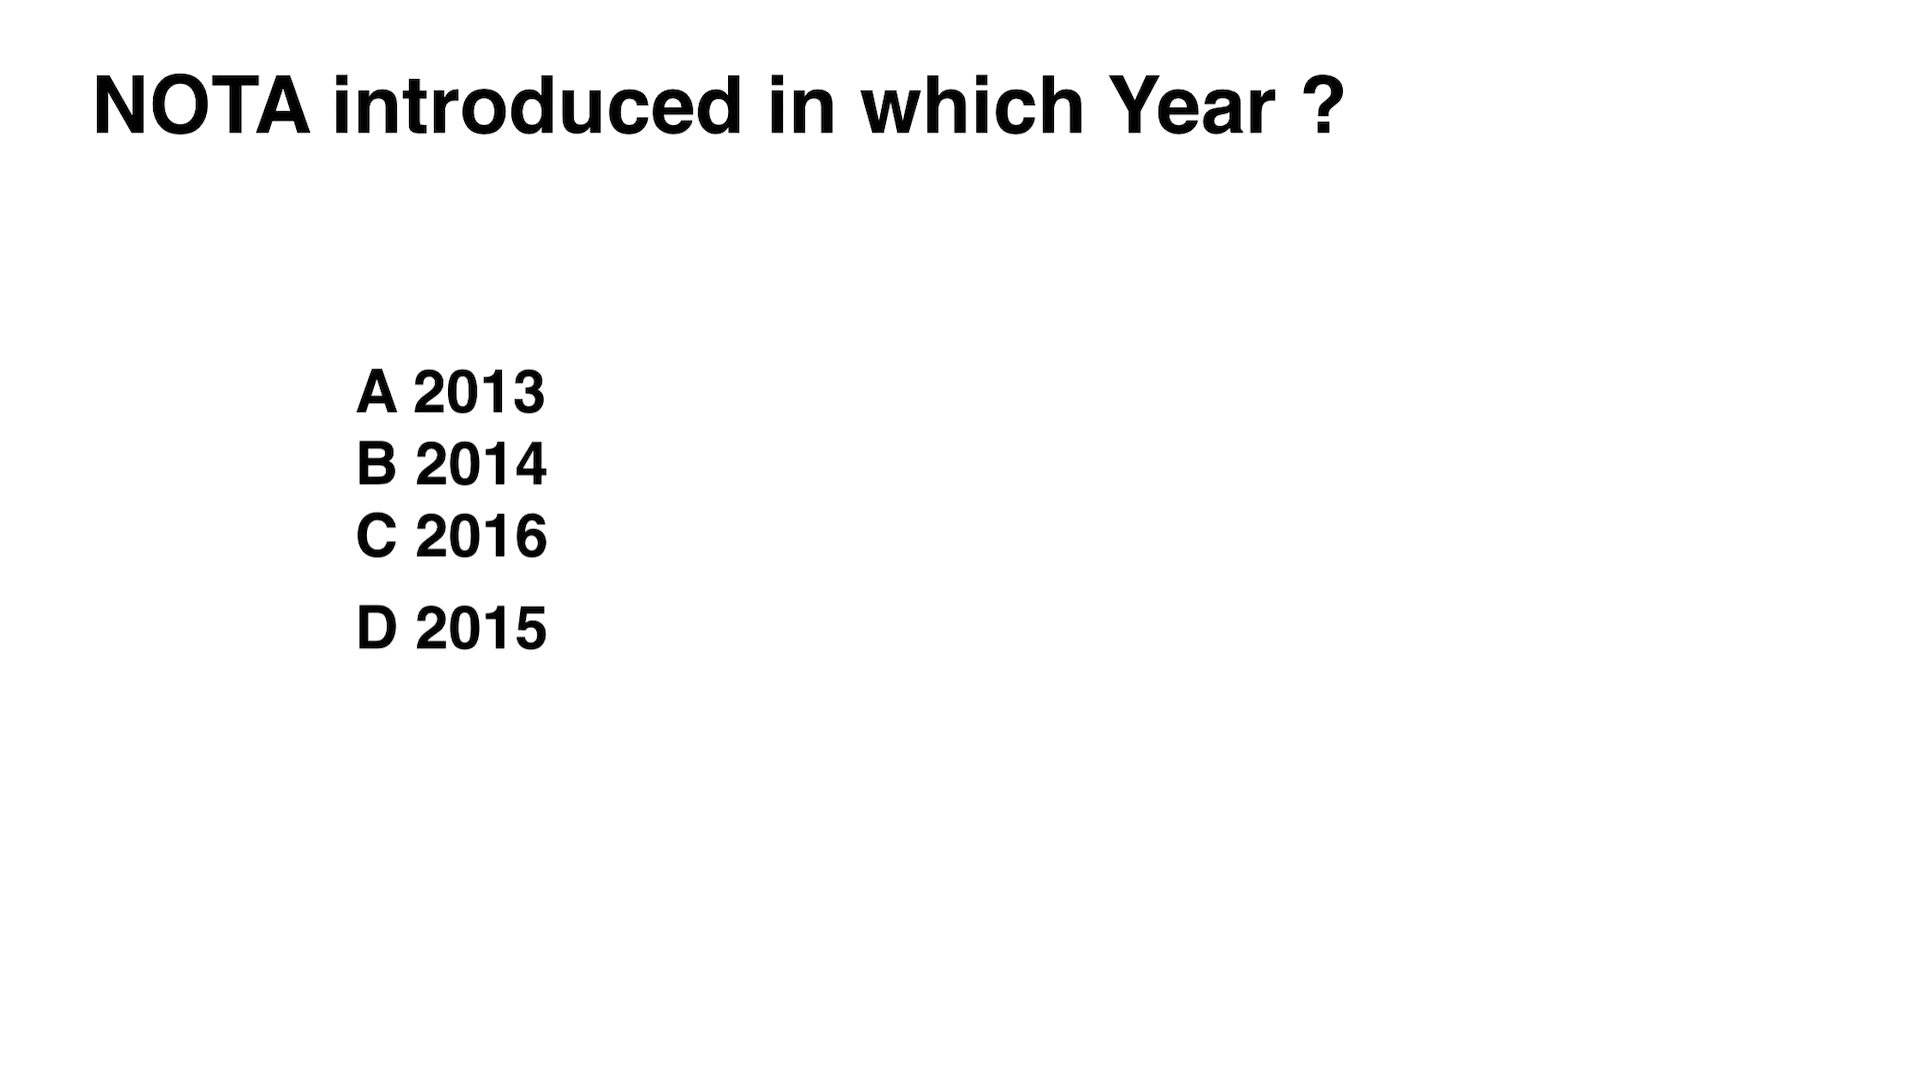 NOTA introduced in which Year ?
A 2013
B 2014
C 2016
D 2015